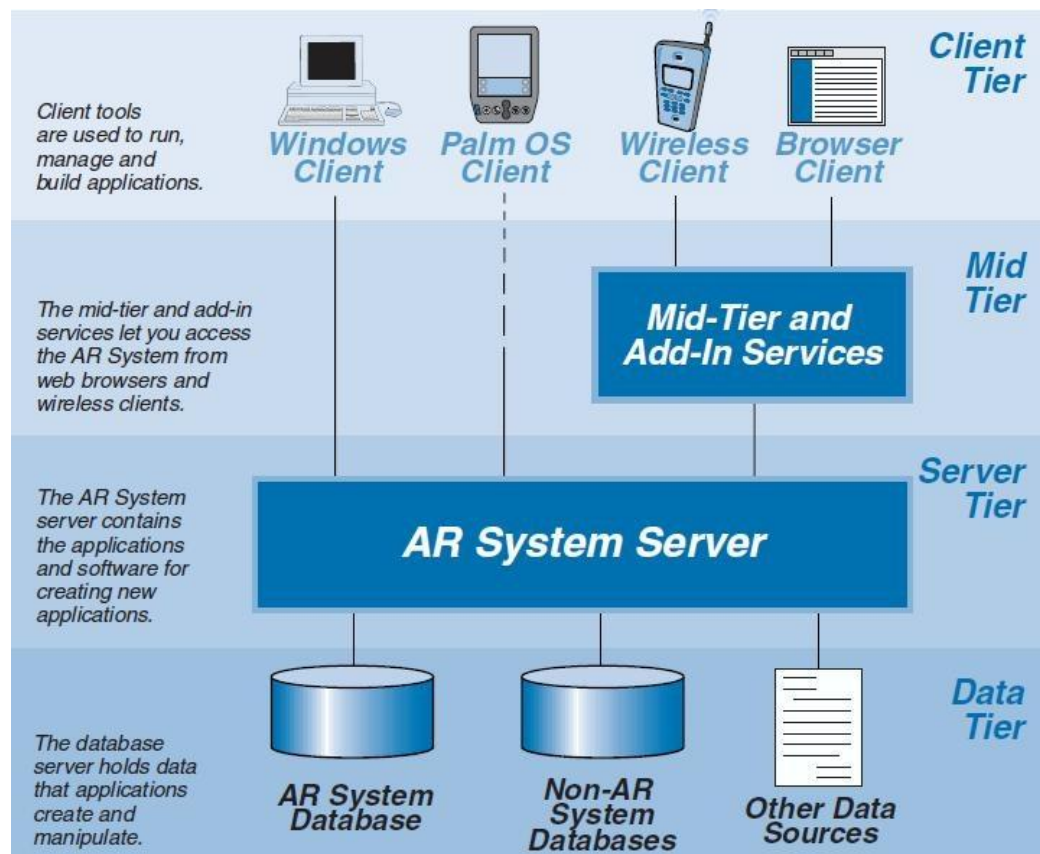 Client
Tier
Client tools
are used to run,
manage and
build applications.
Windows
Client
Palm OS
Client
Wireless
Client
Browser
Client
Mid
Tier
The mid-tier and add-in
services let you access
the AR System from
web browsers and
wireless clients.
Mid-Tier and
Add-In Services
Server
Tier
The AR System
server contains
the applications
and software for
creating new
applications.
AR System Server
Data
Tier
The database
server holds data
that applications
create and
manipulate.
AR System
Database
Non-AR
System
Databases
Other Data
Sources